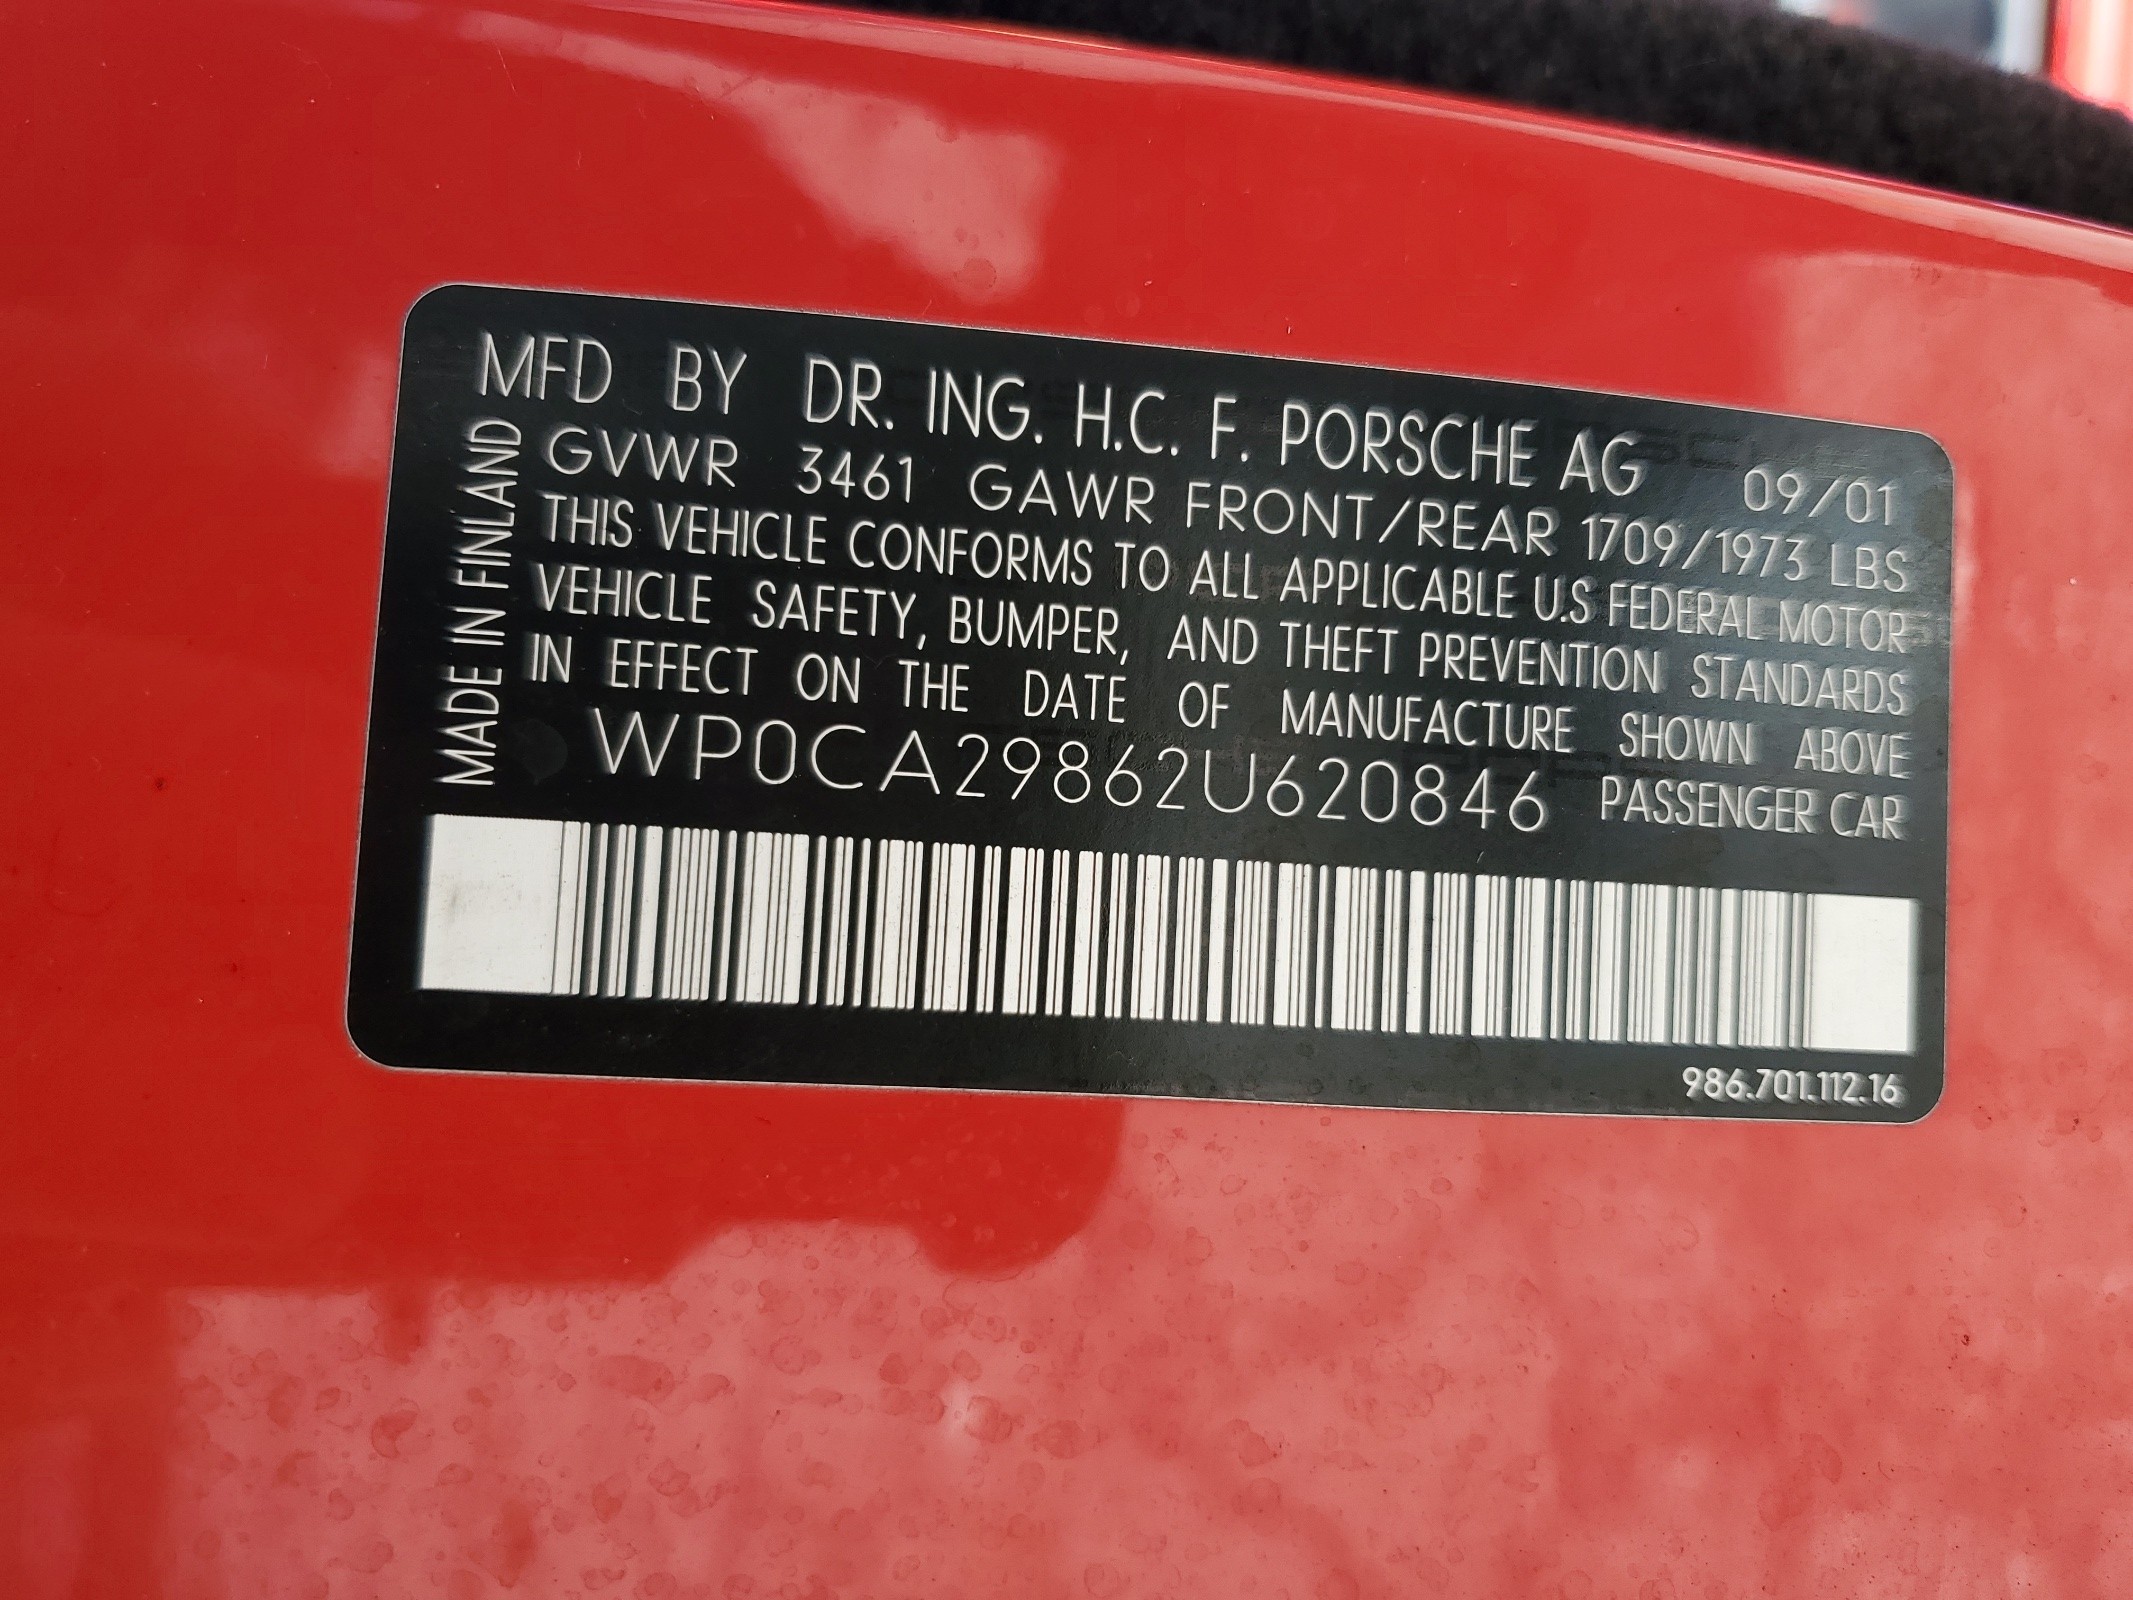 MFD BY DR. ING. H.C. F. PORSCHE AG 09/01
GVWR 3461 GAWR FRONT/REAR 1709/1973 LBS
THIS VEHICLE CONFORMS TO ALL APPLICABLE U.S FEDERAL MOTOR
VEHICLE SAFETY, BUMPER, AND THEFT PREVENTION STANDARDS
IN EFFECT ON THE DATE OF MANUFACTURE SHOWN ABOVE
WP0CA29862U620846 PASSENGER CAR
MADE IN FINLAND
986.701.112.16